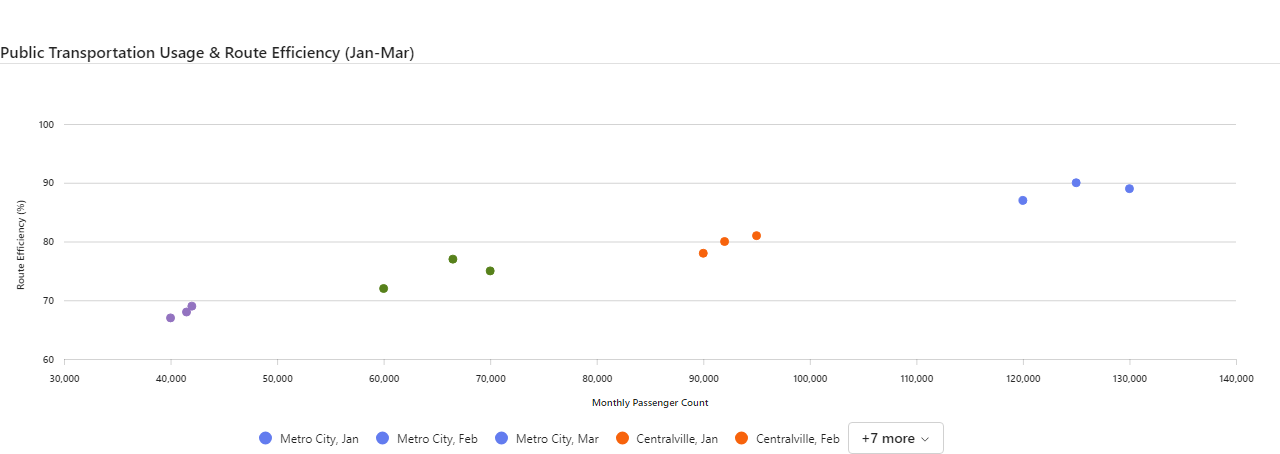 Public Transportation Usage & Route Efficiency (Jan-Mar)
100
90
80
70
60
Route Efficiency (%)
30,000 40,000 50,000 60,000 70,000 80,000 90,000 100,000 110,000 120,000 130,000 140,000
Monthly Passenger Count
Metro City, Jan Metro City, Feb Metro City, Mar Centralville, Jan Centralville, Feb +7 more